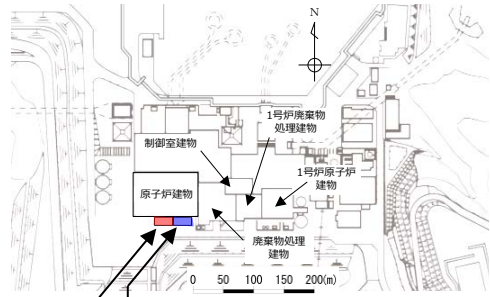 N
1号炉廃棄物
処理建物
制御室建物
1号炉原子炉
建物
原子炉建物
廃棄物処理
建物
0 50 100 150 200(m)